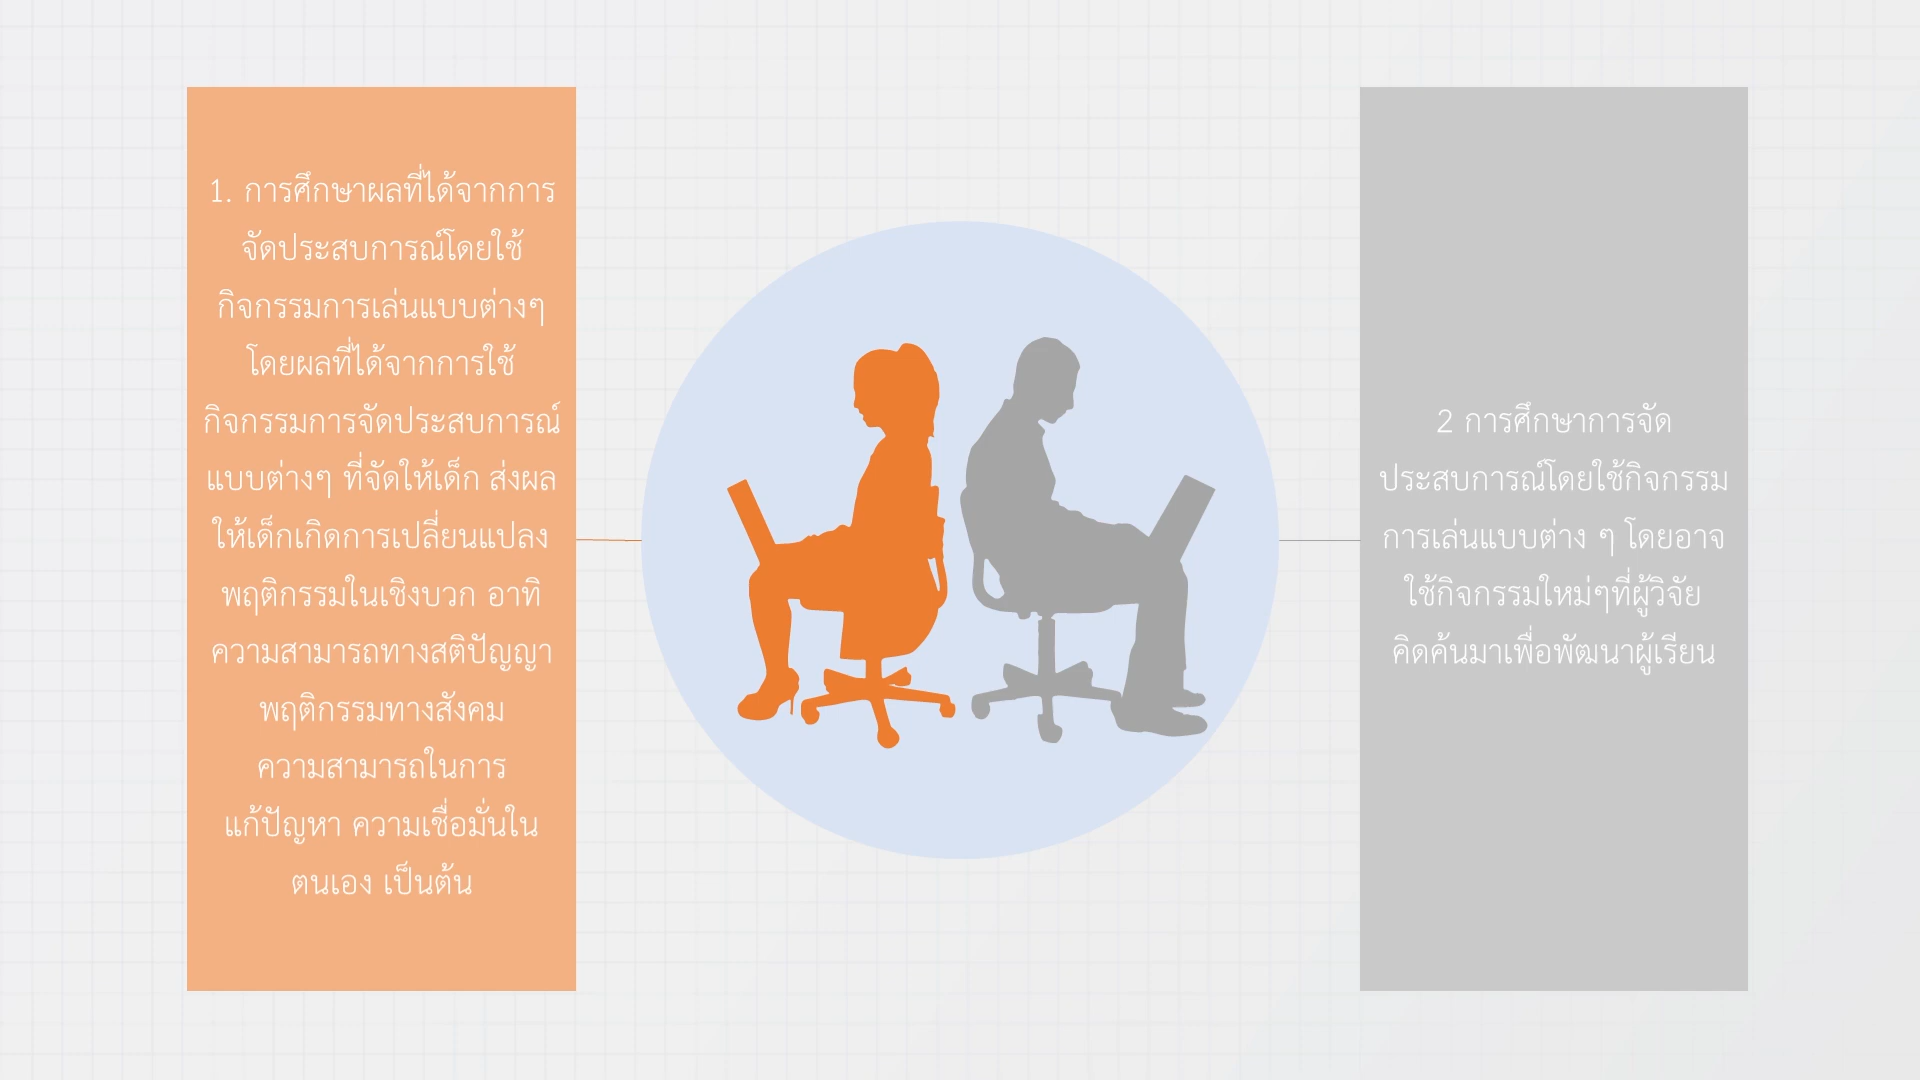 1. การศึกษาผลที่ได้จากการ
จัดประสบการณ์โดยใช้
กิจกรรมการเล่นแบบต่างๆ
โดยผลที่ได้จากการใช้
กิจกรรมการจัดประสบการณ์
แบบต่างๆ ที่จัดให้เด็ก ส่งผล
ให้เด็กเกิดการเปลี่ยนแปลง
พฤติกรรมในเชิงบวก อาทิ
ความสามารถทางสติปัญญา
พฤติกรรมทางสังคม
ความสามารถในการ
แก้ปัญหา ความเชื่อมั่นใน
ตนเอง เป็นต้น
2 การศึกษาการจัด
ประสบการณ์โดยใช้กิจกรรม
การเล่นแบบต่าง ๆ โดยอาจ
ใช้กิจกรรมใหม่ๆที่ผู้วิจัย
คิดค้นมาเพื่อพัฒนาผู้เรียน